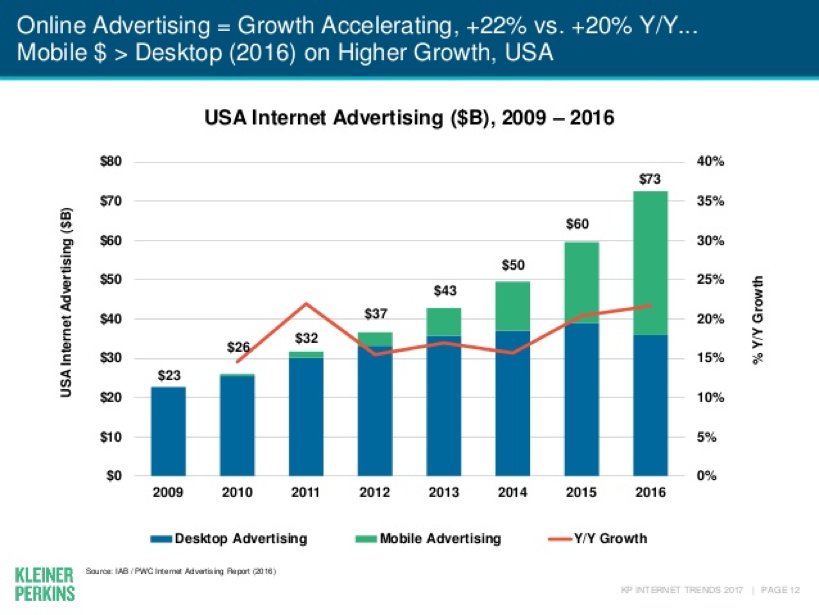 Online Advertising = Growth Accelerating, +22% vs. +20% Y/Y...
Mobile $ > Desktop (2016) on Higher Growth, USA
USA Internet Advertising ($B), 2009 – 2016
USA Internet Advertising ($B)
$80
$70
$60
$50
$40
$30
$20
$10
$0
$23
$26
$32
$37
$43
$50
$60
$73
40%
35%
30%
25%
20%
15%
10%
5%
0%
% Y/Y Growth
2009 2010 2011 2012 2013 2014 2015 2016
Desktop Advertising Mobile Advertising Y/Y Growth
KLEINER
PERKINS
Source: IAB / PWC Internet Advertising Report (2016)
KP INTERNET TRENDS 2017 | PAGE 12